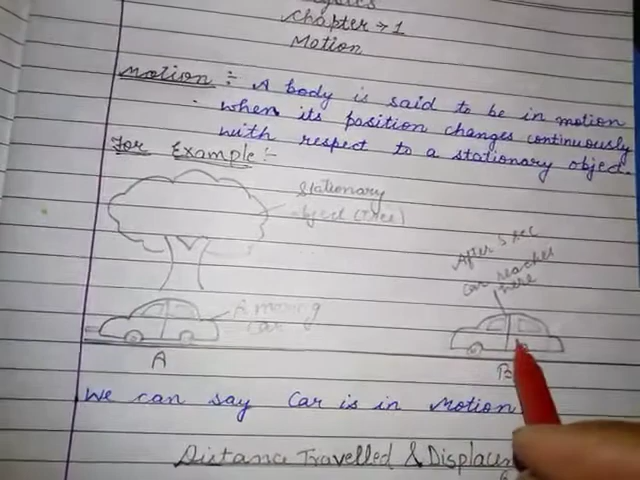 Physics
Chapter → 1
Motion
Motion :- A body is said to be in motion
when its position changes continuously
with respect to a stationary object.
For Example :-
Stationary
object (Tree)
After 5 sec
car reaches
here
A moving
car
A
B
We can say Car is in Motion
Distance Travelled & Displacem